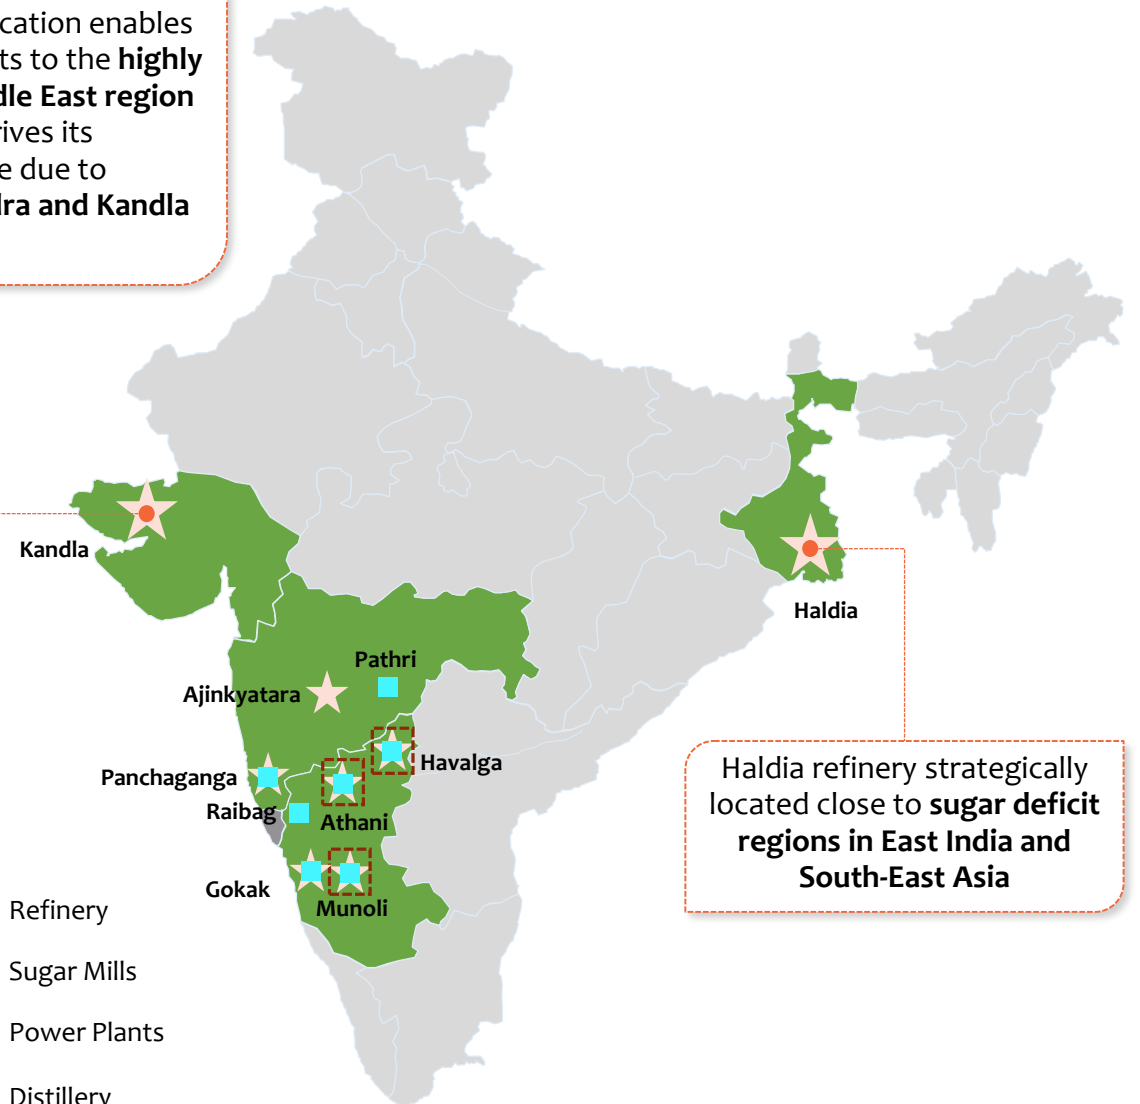 cation enables
ts to the highly
dle East region
rives its
e due to
dra and Kandla
Kandla
Haldia
Pathri
Ajinkyatara
Havalga
Panchaganga
Raibag
Athani
Gokak
Munoli
Haldia refinery strategically
located close to sugar deficit
regions in East India and
South-East Asia
Refinery
Sugar Mills
Power Plants
Distillery